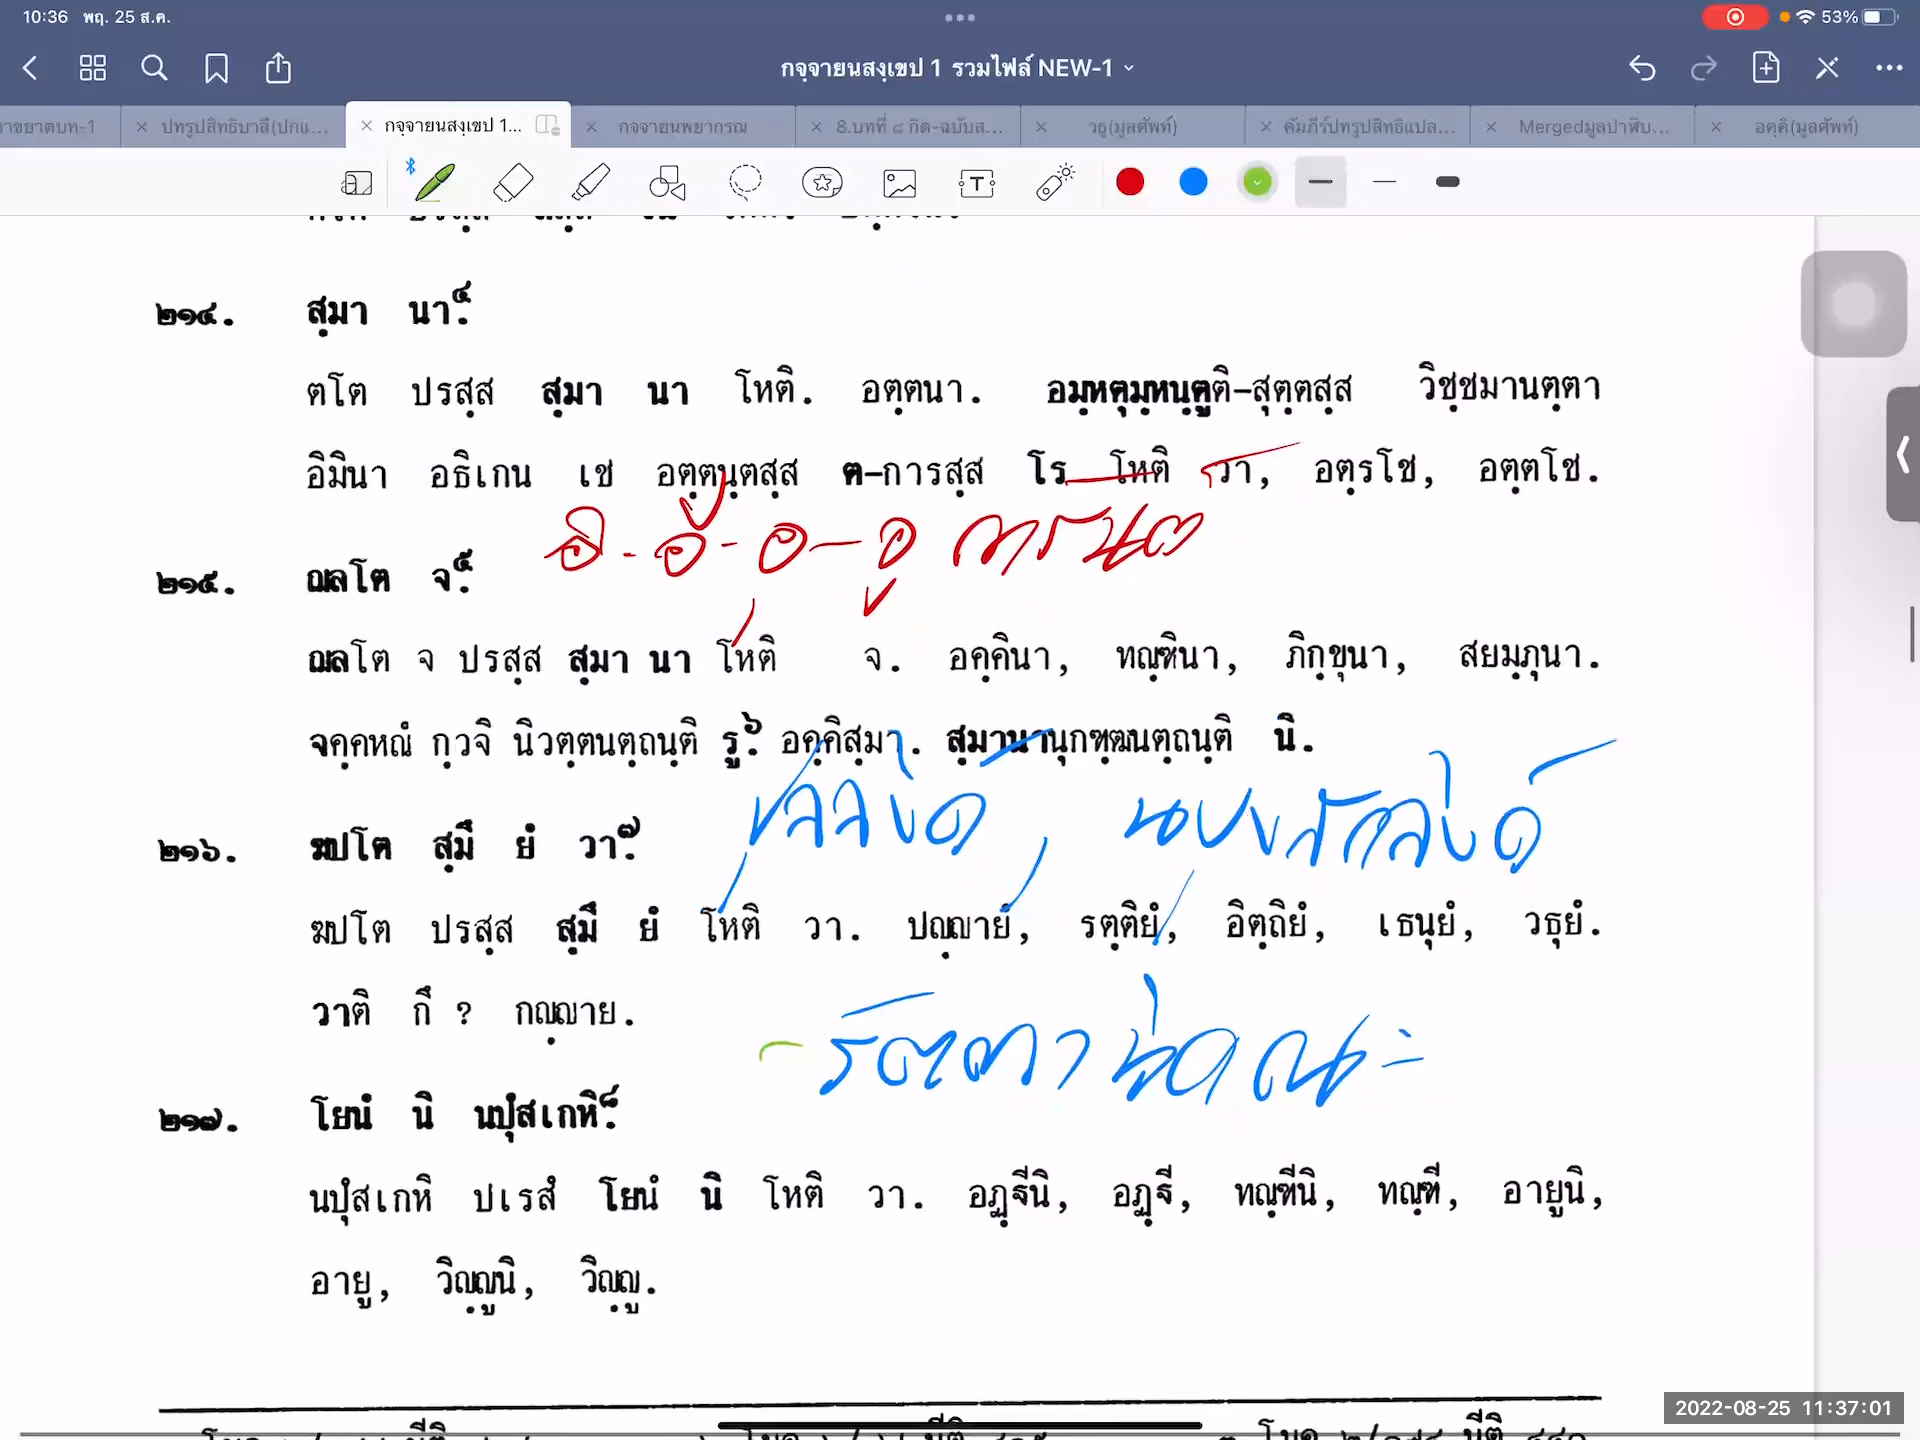 10:36 พฤ. 25 ส.ค.
53%
กจฺจายนสงฺเขป 1 รวมไฟล์ NEW-1
าขยาตบท-1
ปทรูปสิทธิบาลี(ปกแ...
กจฺจายนสงฺเขป 1...
กจจายนพยากรณ
8.บทที่ ๘ กิต-ฉบับส...
วธู(มูลศัพท์)
คัมภีร์ปทรูปสิทธิแปล...
Mergedมูลปาฬิบ...
อคฺคิ(มูลศัพท์)
๒๑๔. สฺมา นา.๔
ตโต ปรสฺส สฺมา นา โหติ. อตฺตนา. อมฺหตุมฺหนฺตูติ–สุตฺตสฺส วิชฺชมานตฺตา
อิมินา อธิเกน เช อตฺตนฺตสฺส ต–การสฺส โร โหติ วา, อตฺรโช, อตฺตโช.
อิ - อี - อุ - อู การนต
๒๑๕. ฌลโต จ.๕
ฌลโต จ ปรสฺส สฺมา นา โหติ จ. อคฺคินา, ทณฺฑินา, ภิกฺขุนา, สยมฺภุนา.
จคฺคหณํ กฺวจิ นิวตฺตนตฺถนฺติ รู.๖ อคฺคิสฺมา. สฺมานานุกฑฺฒนตฺถนฺติ นิ.
ปุลลิงค์, นปุงสกลิงค์
๒๑๖. ฆปโต สฺมึ ยํ วา.๗
ฆปโต ปรสฺส สฺมึ ยํ โหติ วา. ปญฺญายํ, รตฺติยํ, อิตฺถิยํ, เธนุยํ, วธุยํ.
วาติ กึ ? กญฺญาย.
๒๑๗. โยนํ นิ นปุํสเกหิ.๘
นปุํสเกหิ ปเรสํ โยนํ นิ โหติ วา. อฏฺฐีนิ, อฏฺฐี, ทณฺฑีนิ, ทณฺฑี, อายูนิ,
อายู, วิญฺญูนิ, วิญฺญู.
2022-08-25 11:37:01